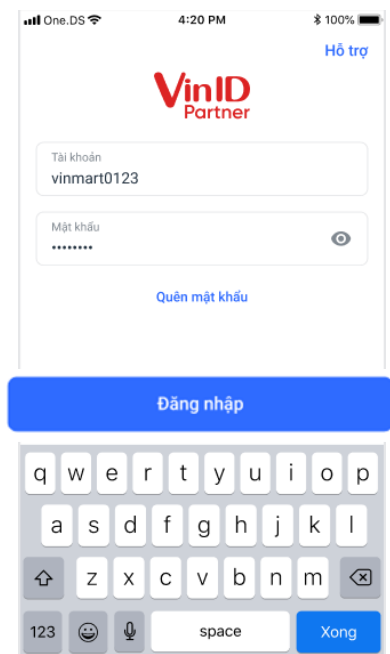 One.DS 4:20 PM 100%
Hỗ trợ
VinID
Partner
Tài khoản
vinmart0123
Mật khẩu
••••••••
Quên mật khẩu
Đăng nhập
q w e r t y u i o p
a s d f g h j k l
z x c v b n m
123 space Xong